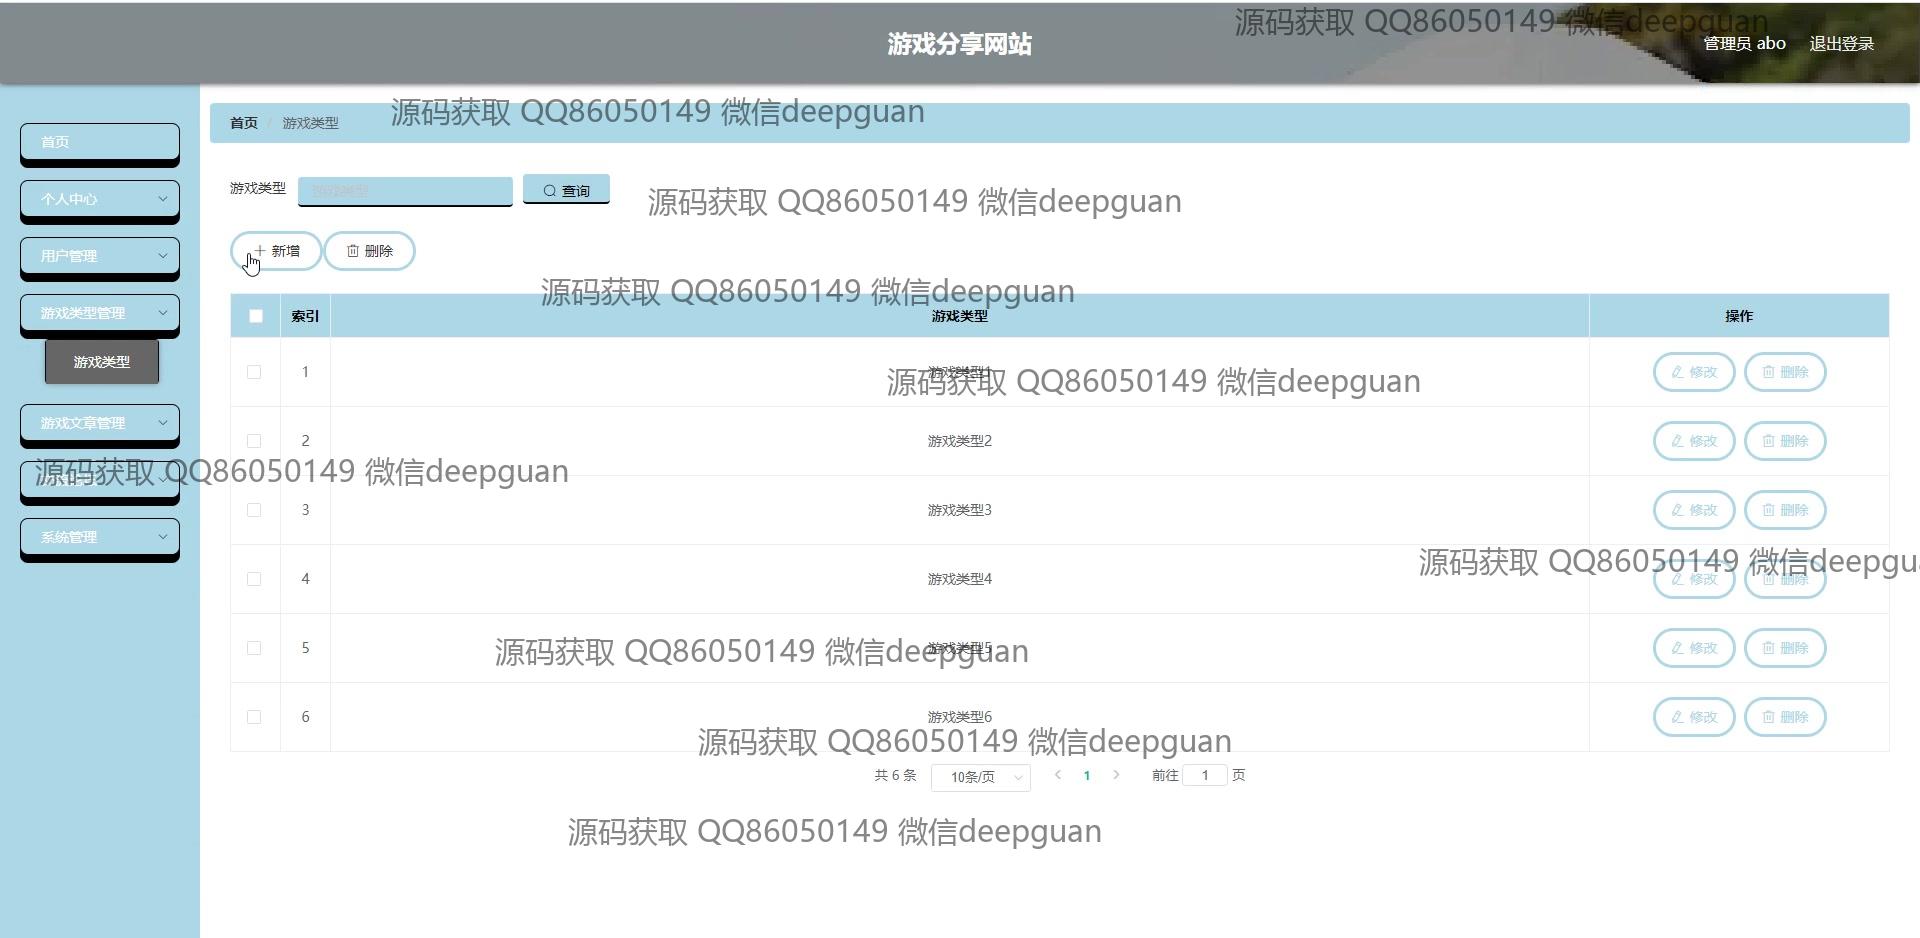 源码获取 QQ86050149 微信deepguan
游戏分享网站
管理员 abo
退出登录
源码获取 QQ86050149 微信deepguan
首页 / 游戏类型
首页
个人中心
用户管理
游戏类型管理
游戏类型
游戏文章管理
系统管理
游戏类型
游戏类型
查询
源码获取 QQ86050149 微信deepguan
新增
删除
源码获取 QQ86050149 微信deepguan
索引 游戏类型 操作
1 游戏类型1 修改 删除
源码获取 QQ86050149 微信deepguan
2 游戏类型2 修改 删除
源码获取 QQ86050149 微信deepguan
3 游戏类型3 修改 删除
源码获取 QQ86050149 微信deepgu
4 游戏类型4 修改 删除
5 游戏类型5 修改 删除
源码获取 QQ86050149 微信deepguan
6 游戏类型6 修改 删除
源码获取 QQ86050149 微信deepguan
共 6 条 10条/页 1 前往 1 页
源码获取 QQ86050149 微信deepguan